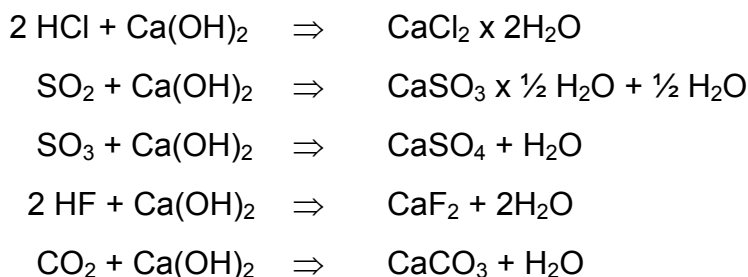 2 HCl + Ca(OH)₂ ⇒ CaCl₂ x 2H₂O
SO₂ + Ca(OH)₂ ⇒ CaSO₃ x ½ H₂O + ½ H₂O
SO₃ + Ca(OH)₂ ⇒ CaSO₄ + H₂O
2 HF + Ca(OH)₂ ⇒ CaF₂ + 2H₂O
CO₂ + Ca(OH)₂ ⇒ CaCO₃ + H₂O